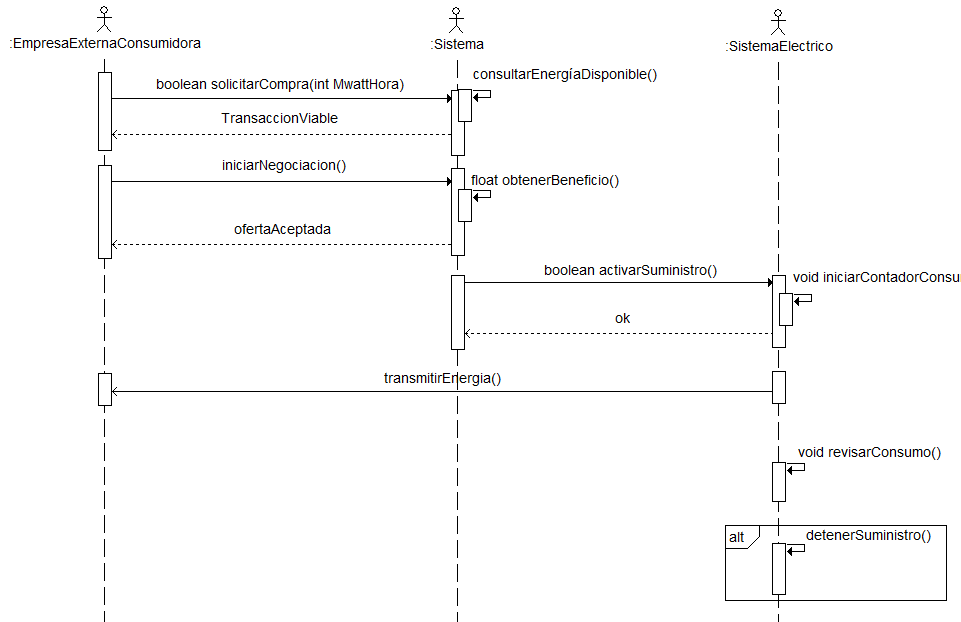 :EmpresaExternaConsumidora
:Sistema
:SistemaElectrico
consultarEnergíaDisponible()
boolean solicitarCompra(int MwattHora)
TransaccionViable
iniciarNegociacion()
float obtenerBeneficio()
ofertaAceptada
boolean activarSuministro()
void iniciarContadorConsu
ok
transmitirEnergia()
void revisarConsumo()
alt
detenerSuministro()